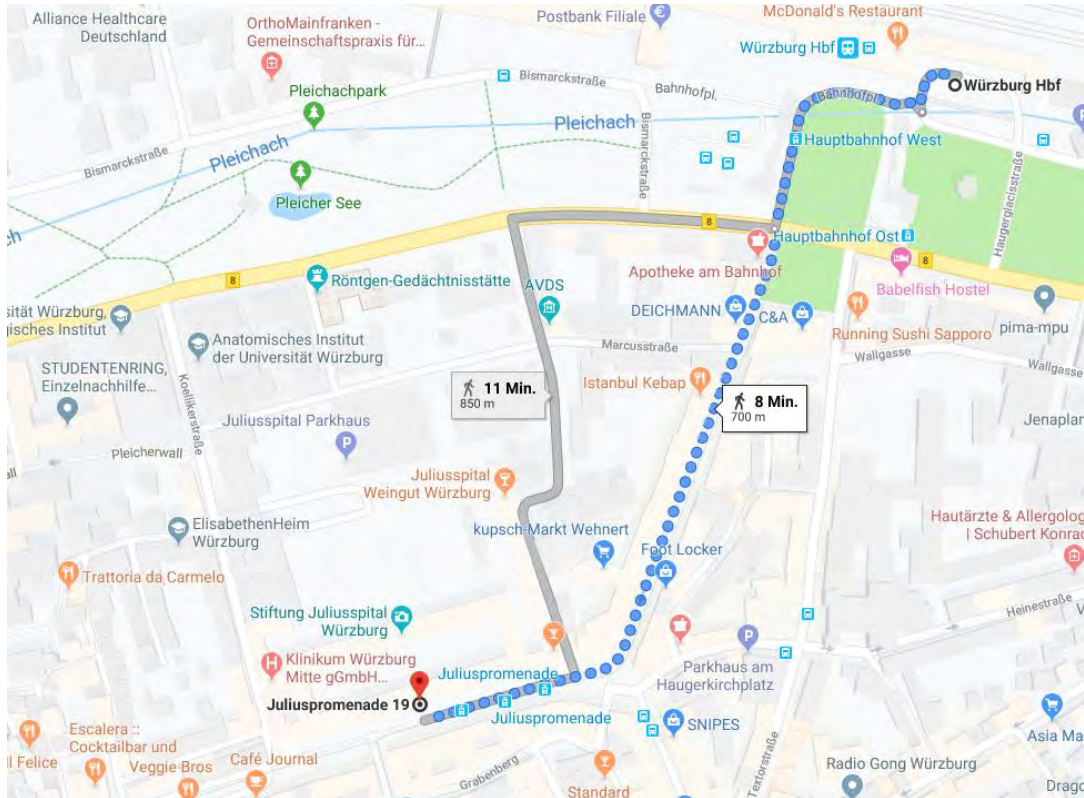 Alliance Healthcare
Deutschland
OrthoMainfranken -
Gemeinschaftspraxis für...
Postbank Filiale
McDonald's Restaurant
Würzburg Hbf
Würzburg Hbf
Bismarckstraße
Bahnhofpl.
Bahnhofpl.
Pleichachpark
Pleichach
Pleichach
Bismarckstraße
Bismarckstraße
Hauptbahnhof West
Haugerglacisstraße
P
Pleicher See
ch
8
Hauptbahnhof Ost
8
8
Apotheke am Bahnhof
Babelfish Hostel
Röntgen-Gedächtnisstätte
AVDS
DEICHMANN
C&A
sität Würzburg,
gisches Institut
Running Sushi Sapporo
pima-mpu
Anatomisches Institut
der Universität Würzburg
Marcusstraße
Wallgasse
Wallgasse
STUDENTENRING,
Einzelnachhilfe...
Koellikerstraße
11 Min.
850 m
Istanbul Kebap
8 Min.
700 m
Juliusspital Parkhaus
P
Jenaplan
Pleicherwall
all
Juliusspital
Weingut Würzburg
ElisabethenHeim
Würzburg
kupsch-Markt Wehnert
Hautärzte & Allergolog
| Schubert Konrad
Foot Locker
Trattoria da Carmelo
Stiftung Juliusspital
Würzburg
Heinestraße
H
Klinikum Würzburg
Mitte gGmbH...
P
Parkhaus am
Haugerkirchplatz
Juliuspromenade
Juliuspromenade 19
Juliuspromenade
SNIPES
Textorstraße
Escalera ::
Cocktailbar und
ll Felice
Veggie Bros
Café Journal
Grabenberg
Standard
Radio Gong Würzburg
Asia Ma
Drago